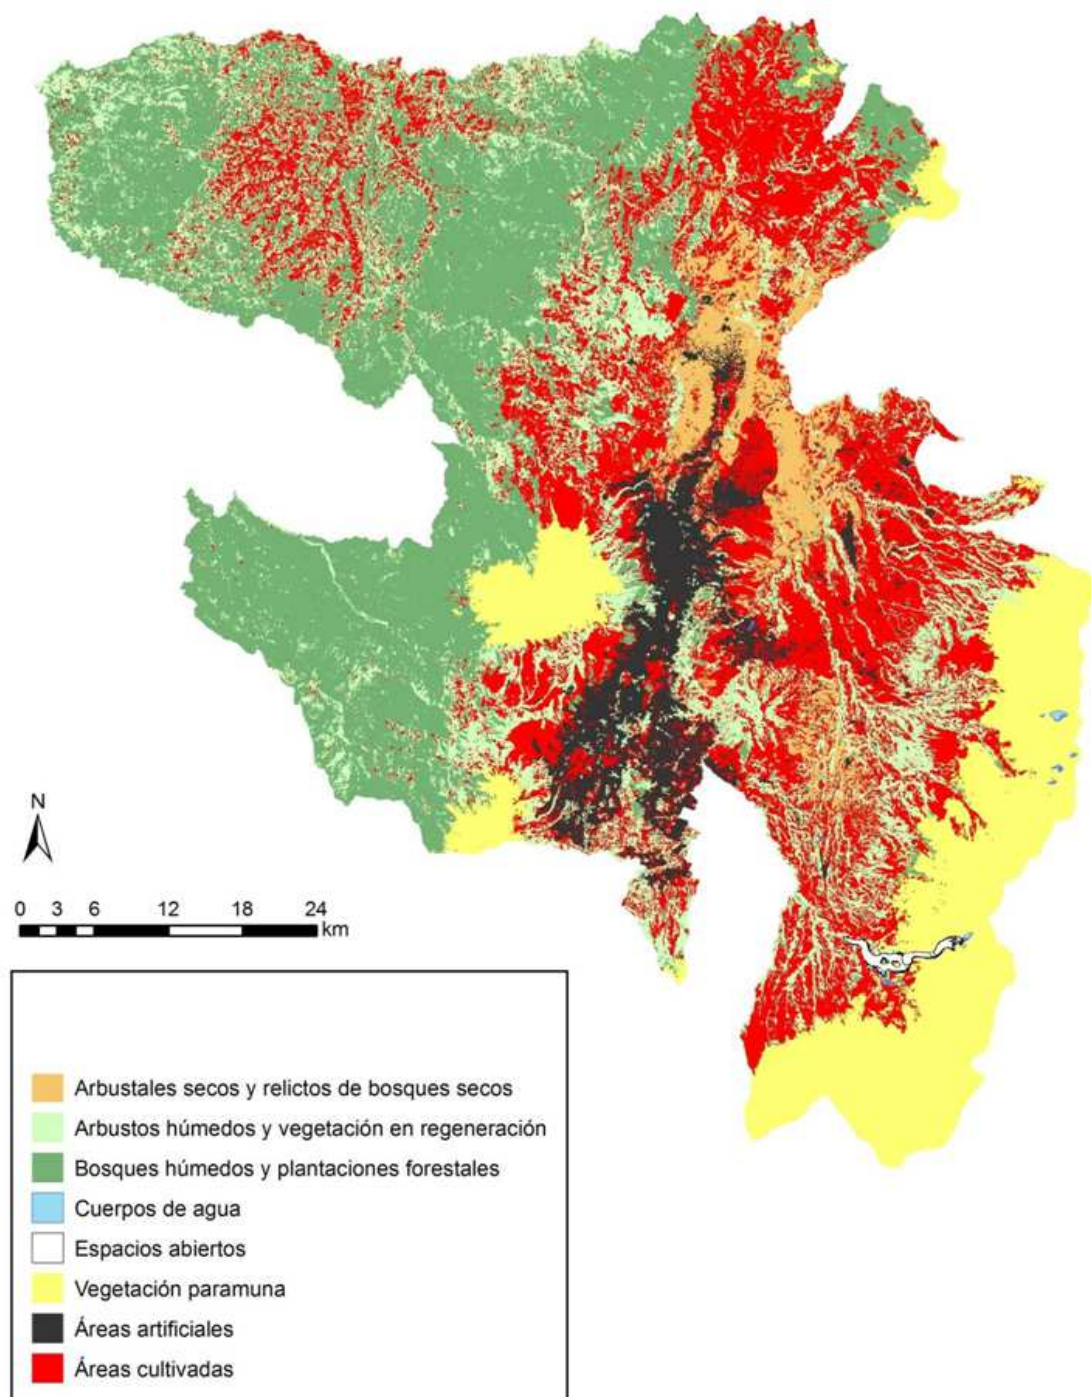 N
0 3 6 12 18 24
km
Arbustales secos y relictos de bosques secos
Arbustos húmedos y vegetación en regeneración
Bosques húmedos y plantaciones forestales
Cuerpos de agua
Espacios abiertos
Vegetación paramuna
Áreas artificiales
Áreas cultivadas